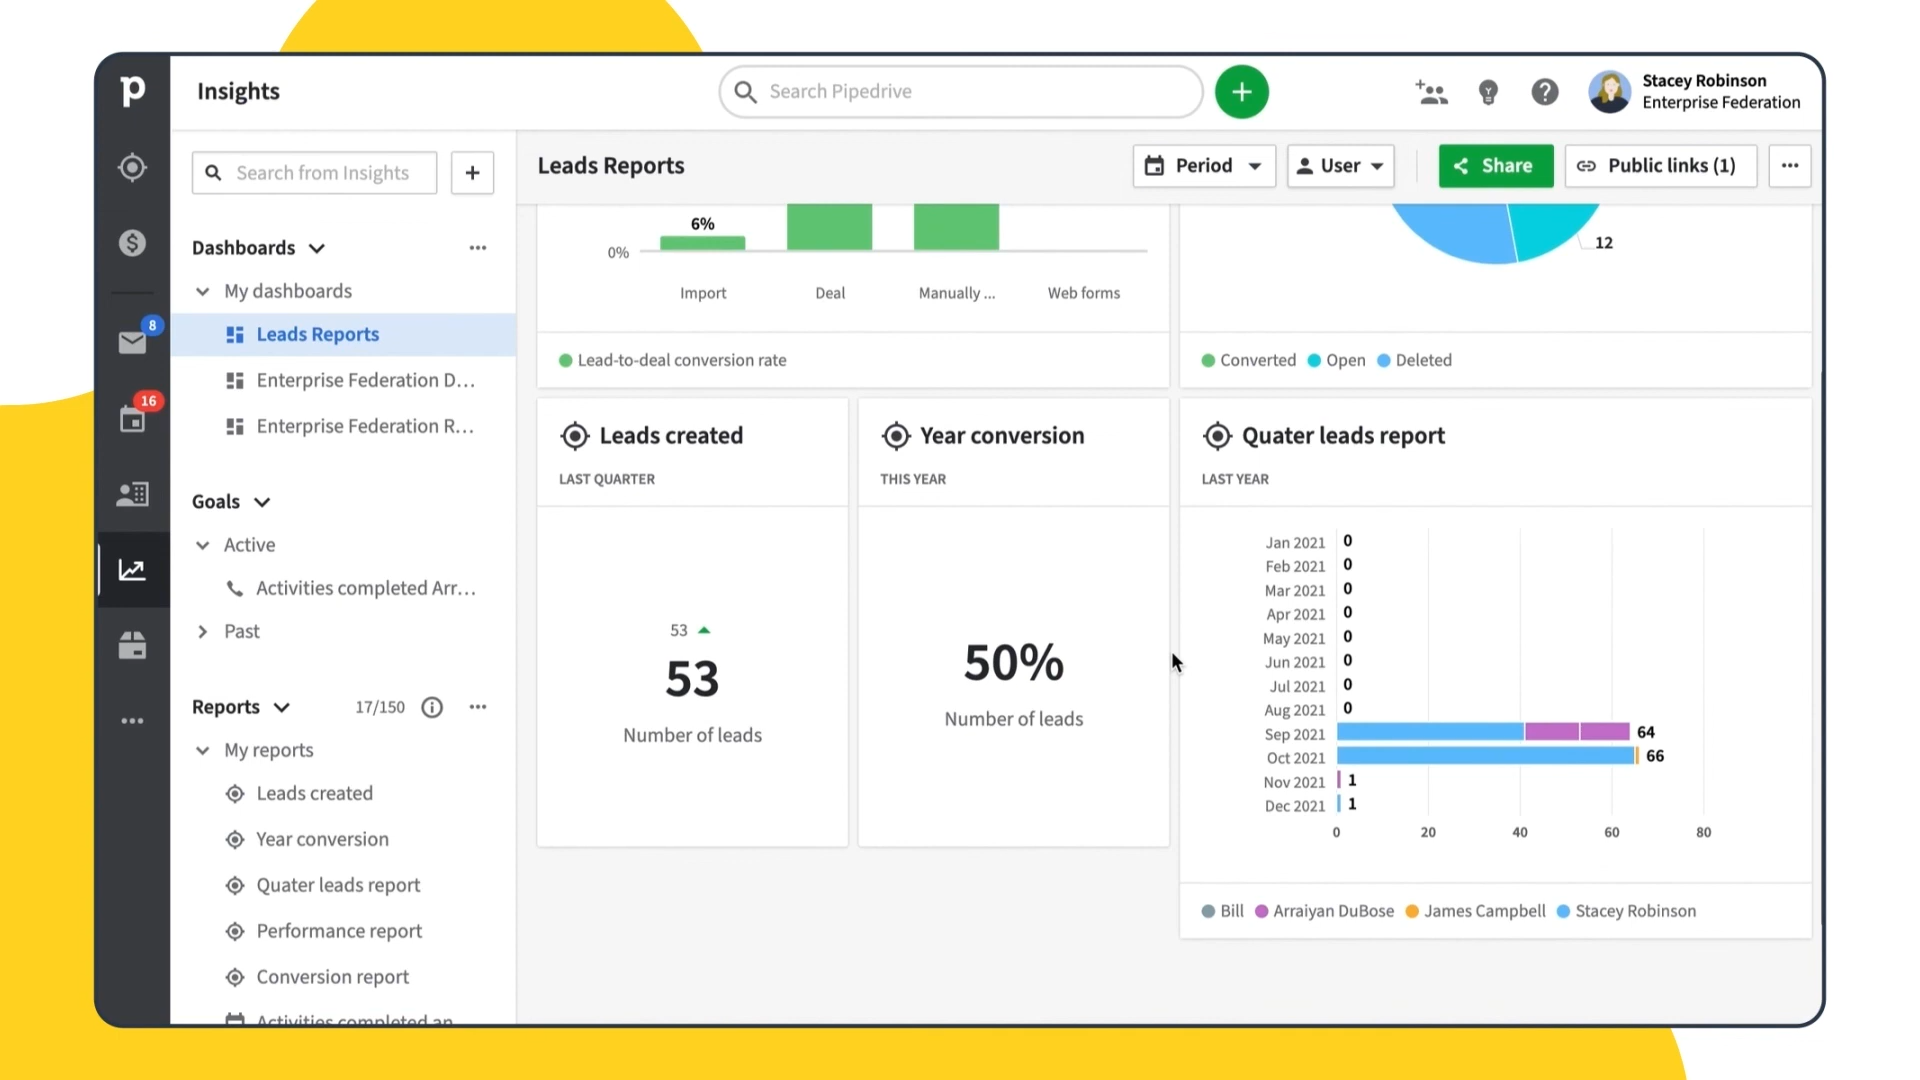 p
Insights
Search Pipedrive
Stacey Robinson
Enterprise Federation
Search from Insights
Leads Reports
Period
User
Share
Public links (1)
Dashboards
My dashboards
Leads Reports
Enterprise Federation D...
Enterprise Federation R...
8
16
Goals
Active
Activities completed Arr...
Past
Reports
17/150
My reports
Leads created
Year conversion
Quater leads report
Performance report
Conversion report
Activities completed an
6%
0%
Import
Deal
Manually ...
Web forms
Lead-to-deal conversion rate
12
Converted
Open
Deleted
Leads created
LAST QUARTER
53
53
Number of leads
Year conversion
THIS YEAR
50%
Number of leads
Quater leads report
LAST YEAR
Jan 2021 0
Feb 2021 0
Mar 2021 0
Apr 2021 0
May 2021 0
Jun 2021 0
Jul 2021 0
Aug 2021 0
Sep 2021 64
Oct 2021 66
Nov 2021 1
Dec 2021 1
0 20 40 60 80
Bill
Arraiyan DuBose
James Campbell
Stacey Robinson